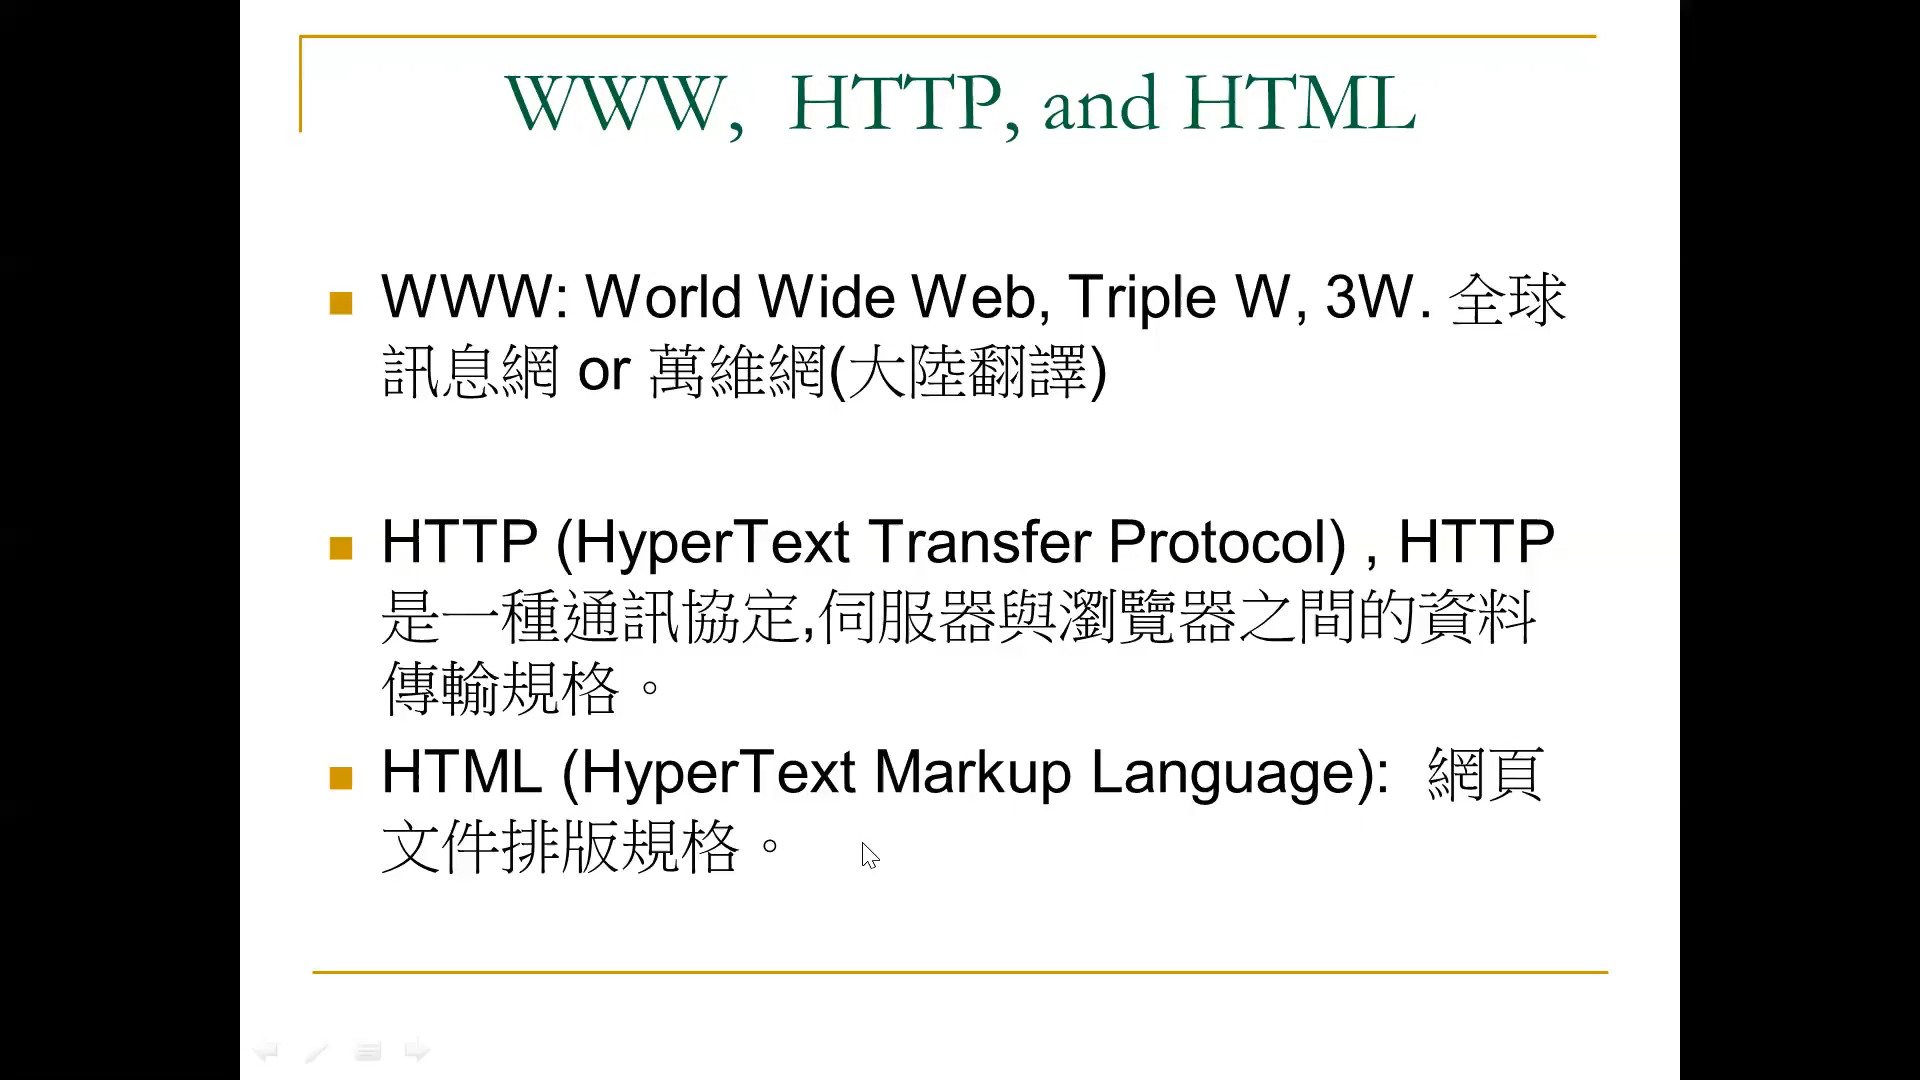 WWW, HTTP, and HTML
WWW: World Wide Web, Triple W, 3W. 全球
訊息網 or 萬維網(大陸翻譯)
HTTP (HyperText Transfer Protocol) , HTTP
是一種通訊協定,伺服器與瀏覽器之間的資料
傳輸規格。
HTML (HyperText Markup Language): 網頁
文件排版規格。